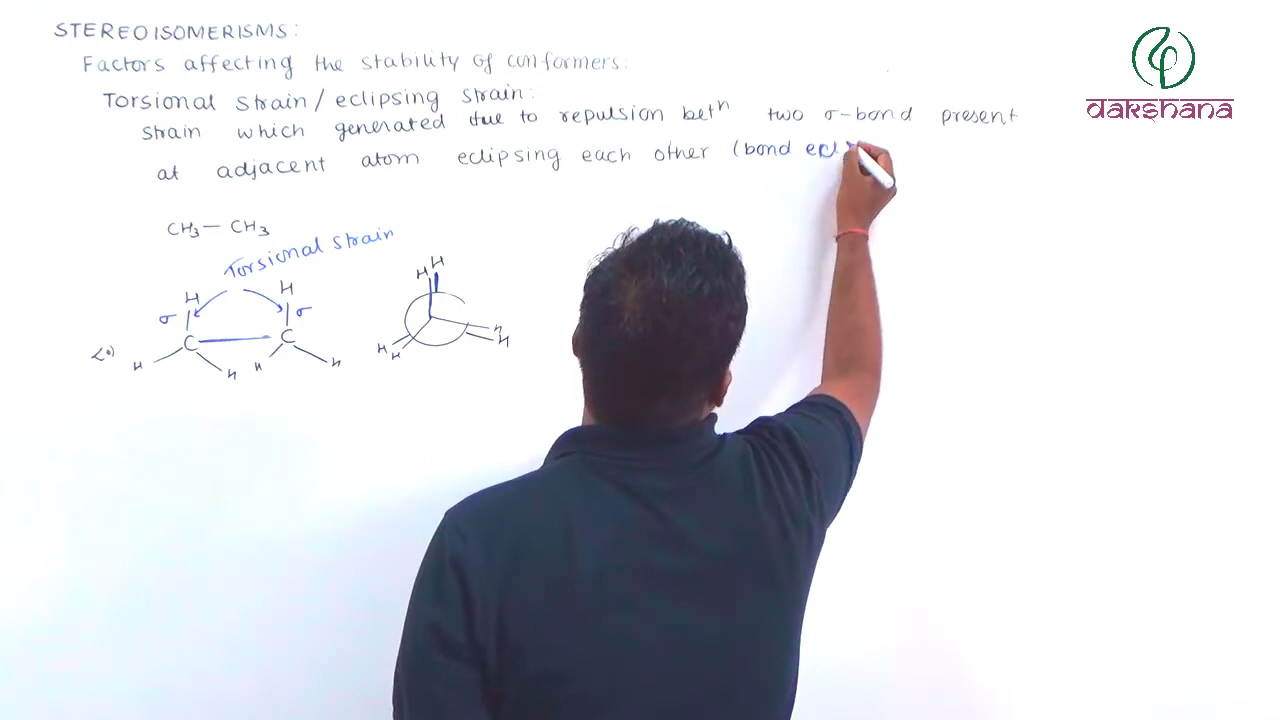 STEREOISOMERISMS:
Factors affecting the stability of conformers:
Torsional strain/eclipsing strain:
strain which generated due to repulsion betⁿ two σ-bond present
at adjacent atom eclipsing each other (bond ecl
CH₃ — CH₃
Torsional strain
H H
σ σ
C C
H H H H
H H
H H
H H
dakshana